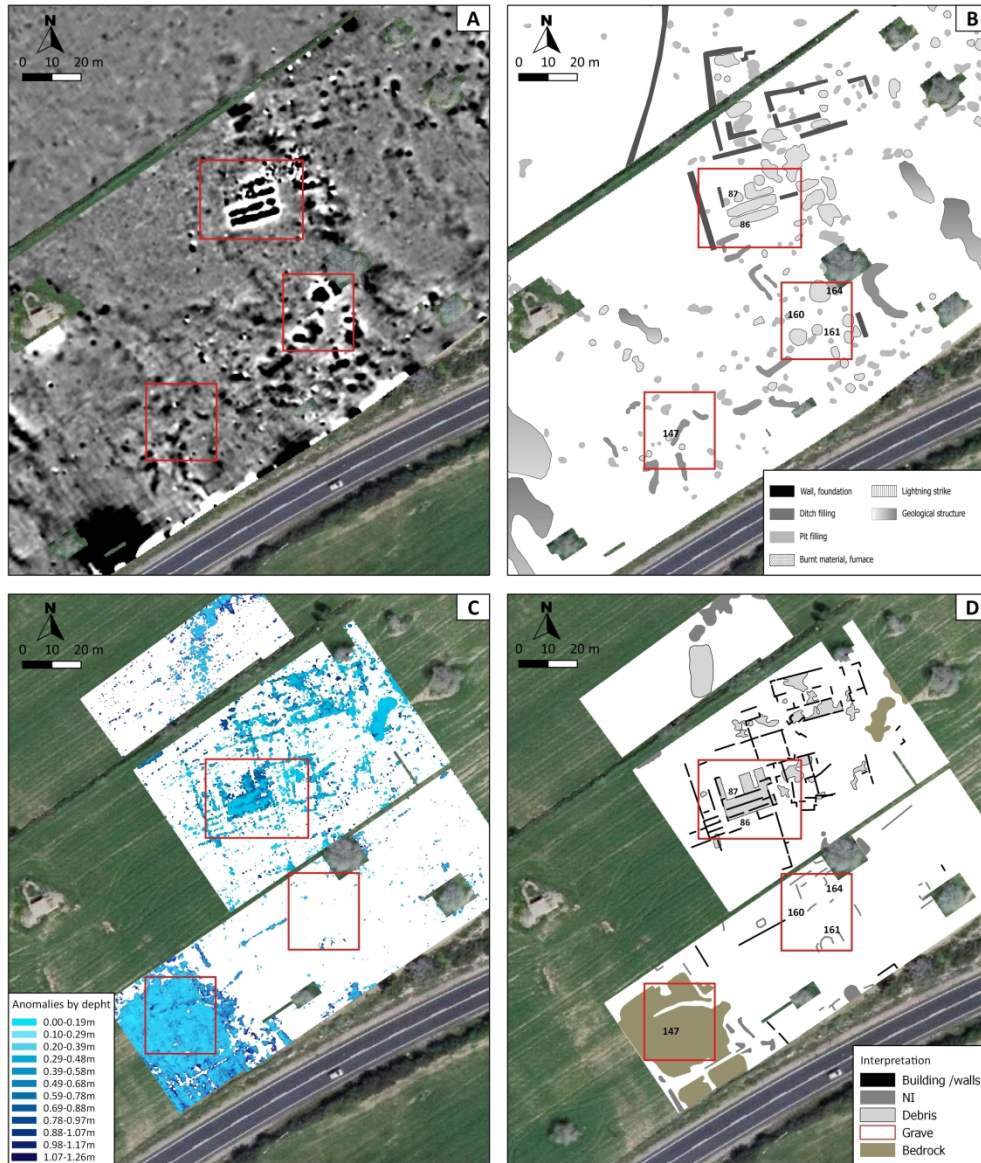 A
N
0 10 20 m
B
N
0 10 20 m
87
86
164
160
161
147
Wall, foundation
Lightning strike
Ditch filling
Geological structure
Pit filling
Burnt material, furnace
C
N
0 10 20 m
Anomalies by depht
0.00-0.19m
0.10-0.29m
0.20-0.39m
0.29-0.48m
0.39-0.58m
0.49-0.68m
0.59-0.78m
0.69-0.88m
0.78-0.97m
0.88-1.07m
0.98-1.17m
1.07-1.26m
D
N
0 10 20 m
87
86
164
160
161
147
Interpretation
Building /walls
NI
Debris
Grave
Bedrock